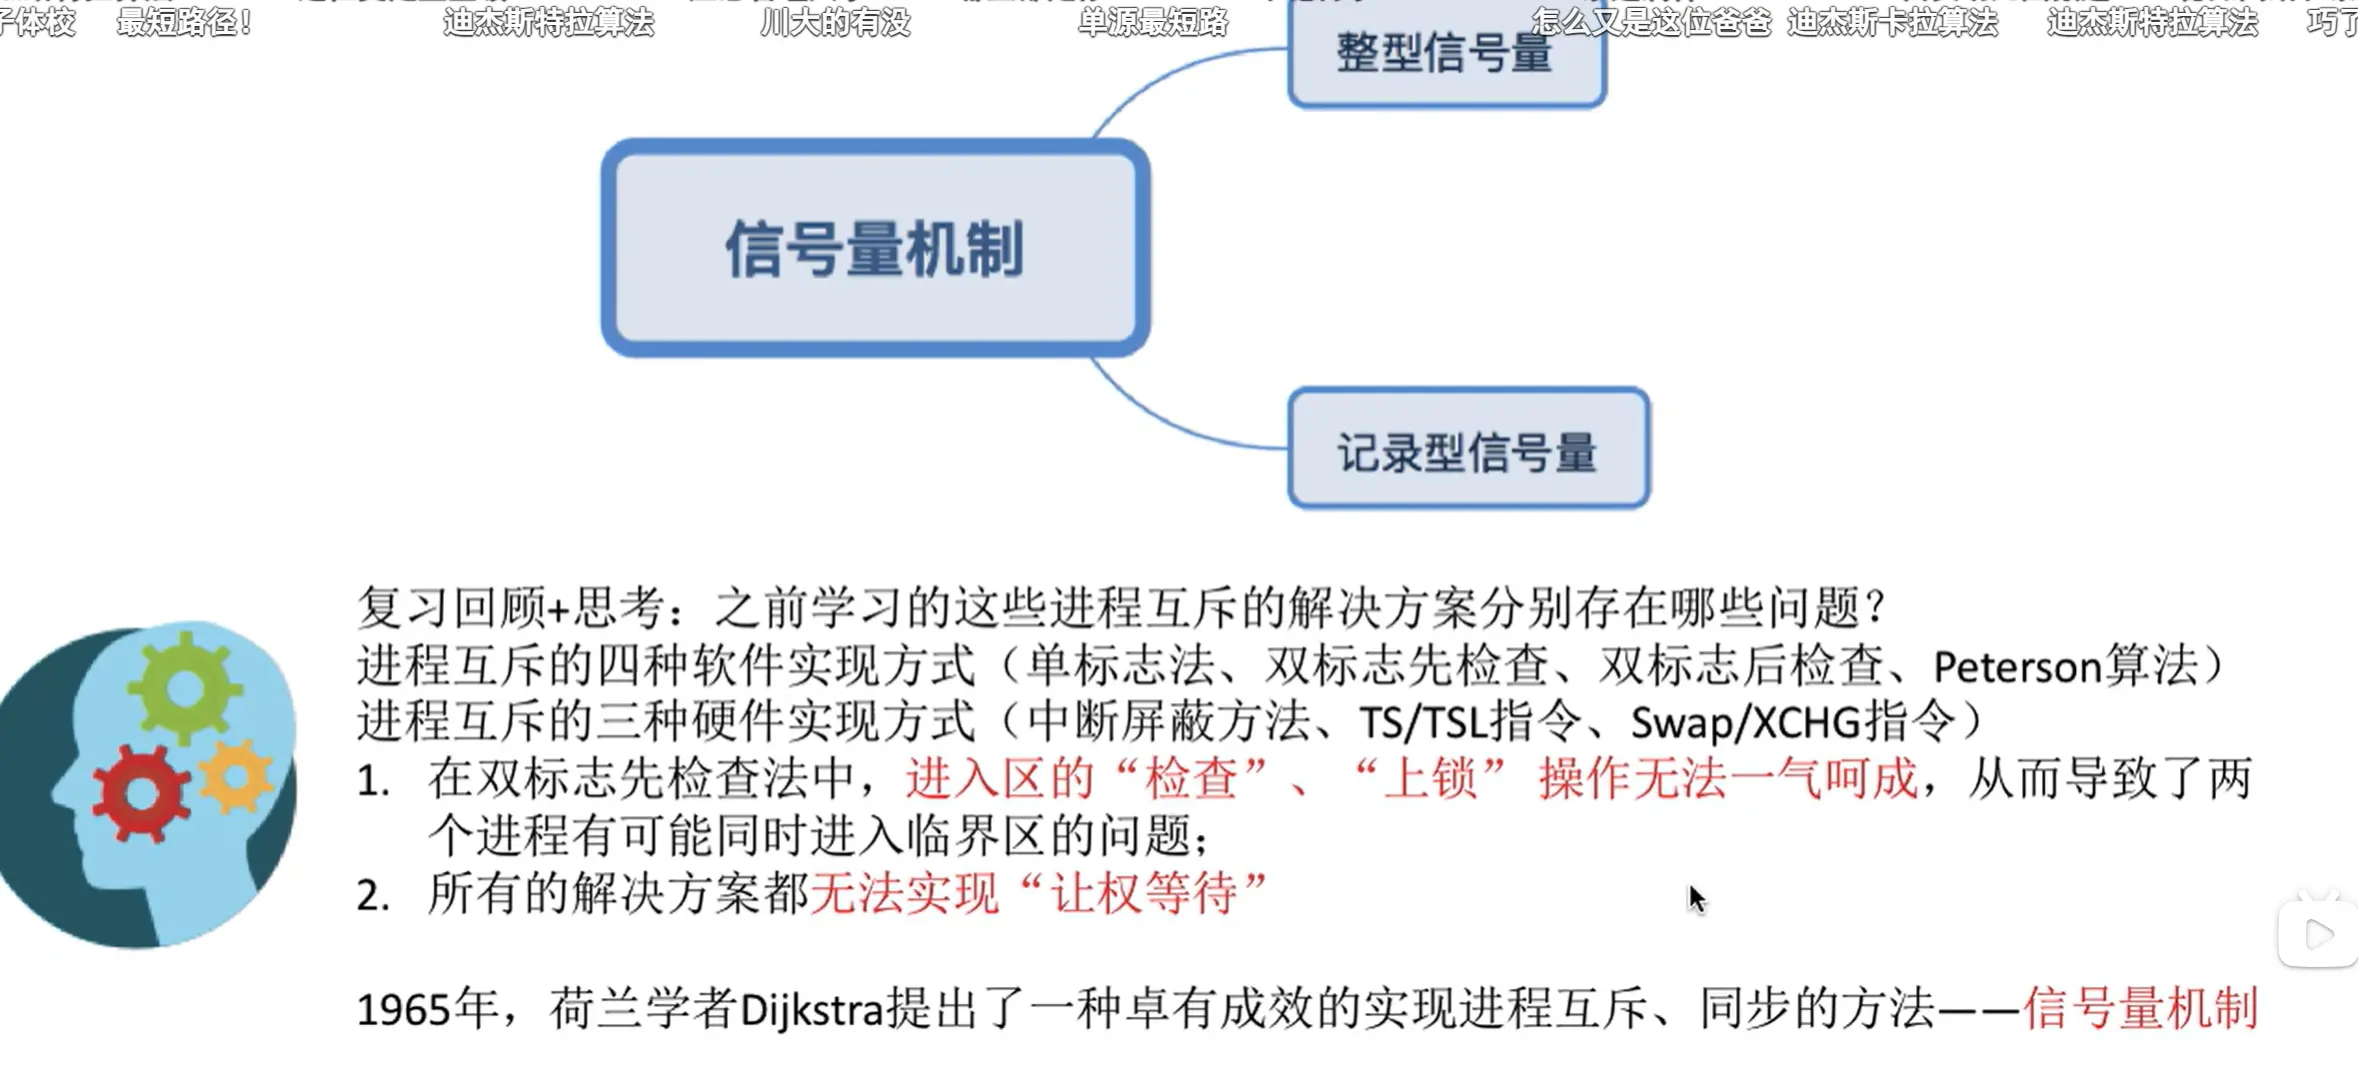 子体校 最短路径！ 迪杰斯特拉算法 川大的有没 单源最短路 怎么又是这位爸爸 迪杰斯卡拉算法 迪杰斯特拉算法 巧了
整型信号量
信号量机制
记录型信号量
复习回顾+思考：之前学习的这些进程互斥的解决方案分别存在哪些问题？
进程互斥的四种软件实现方式（单标志法、双标志先检查、双标志后检查、Peterson算法）
进程互斥的三种硬件实现方式（中断屏蔽方法、TS/TSL指令、Swap/XCHG指令）
1. 在双标志先检查法中，进入区的“检查”、“上锁” 操作无法一气呵成，从而导致了两
个进程有可能同时进入临界区的问题；
2. 所有的解决方案都无法实现“让权等待”
1965年，荷兰学者Dijkstra提出了一种卓有成效的实现进程互斥、同步的方法——信号量机制